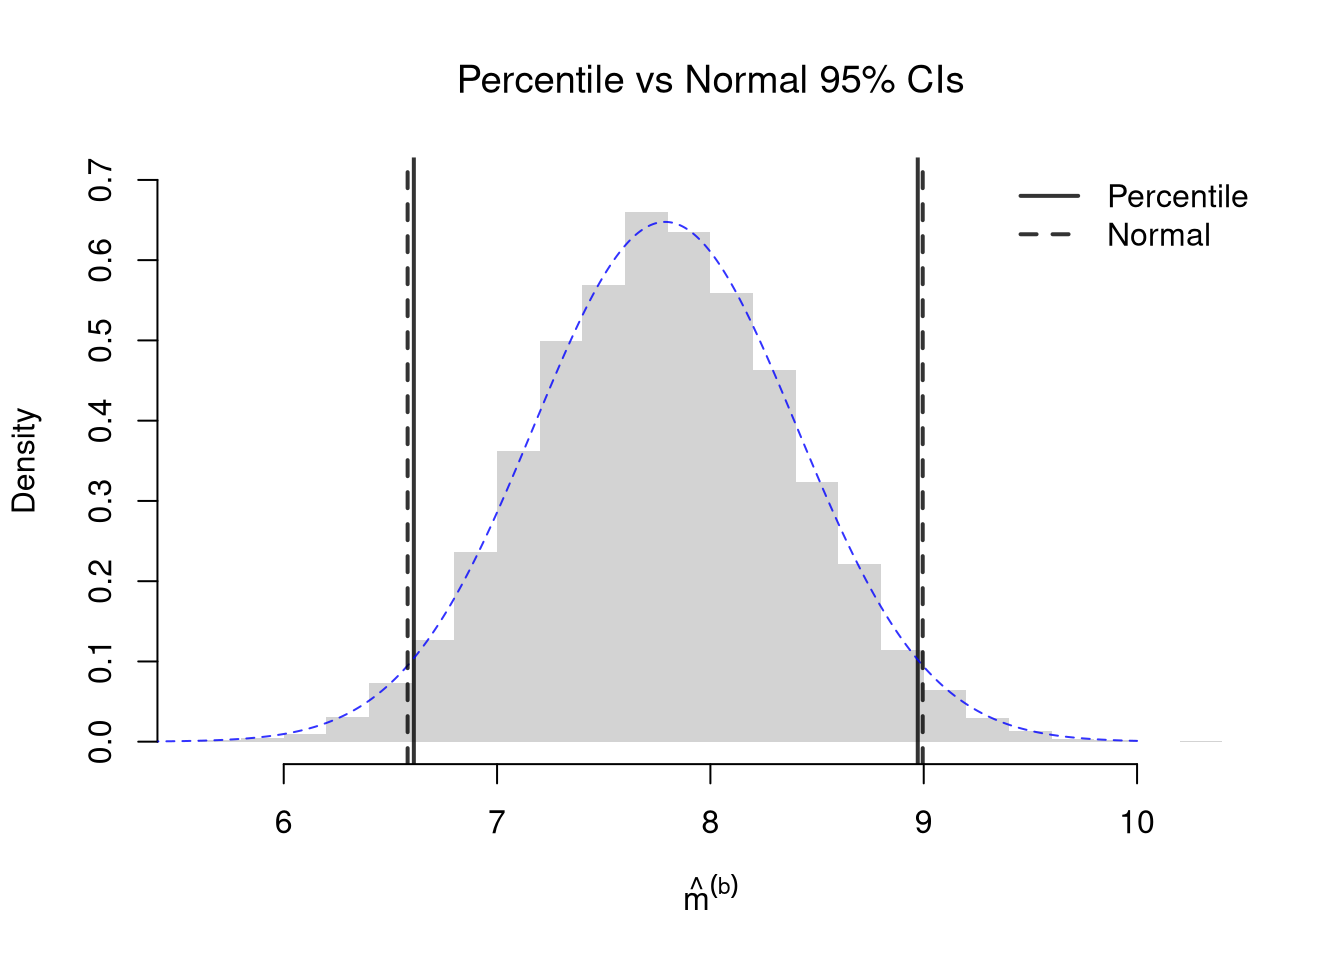 Percentile vs Normal 95% CIs
Percentile
Normal
Density
0.7
0.6
0.5
0.4
0.3
0.2
0.1
0.0
6 7 8 9 10
m̂⁽ᵇ⁾